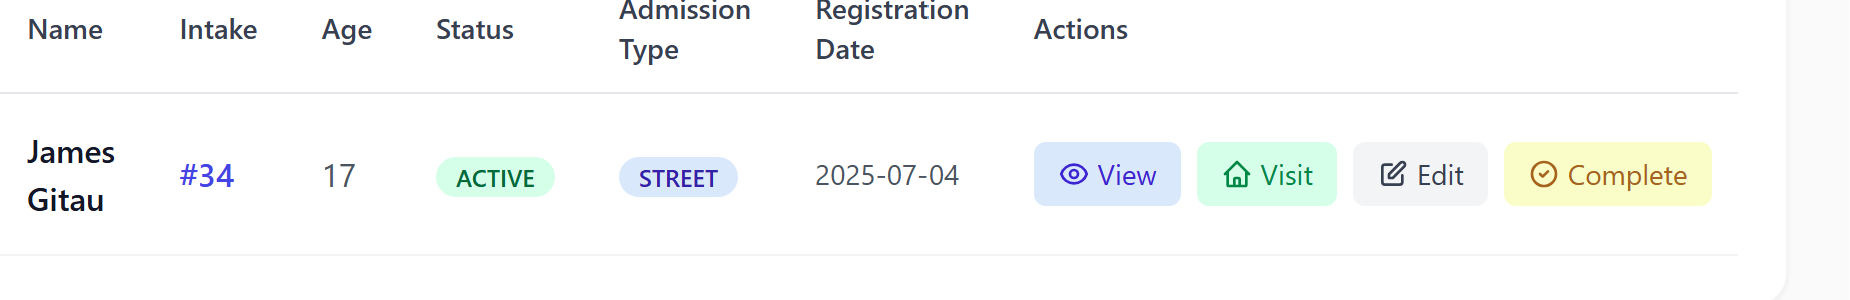 Name Intake Age Status Admission Type Registration Date Actions
James Gitau #34 17 ACTIVE STREET 2025-07-04 View Visit Edit Complete